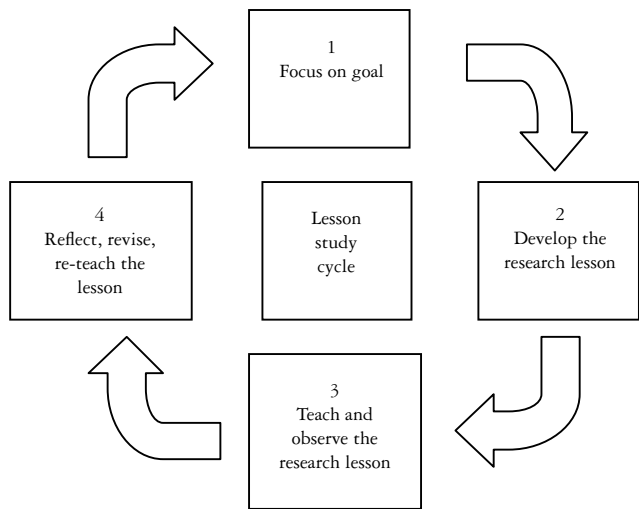 1
Focus on goal
2
Develop the
research lesson
3
Teach and
observe the
research lesson
4
Reflect, revise,
re-teach the
lesson
Lesson
study
cycle